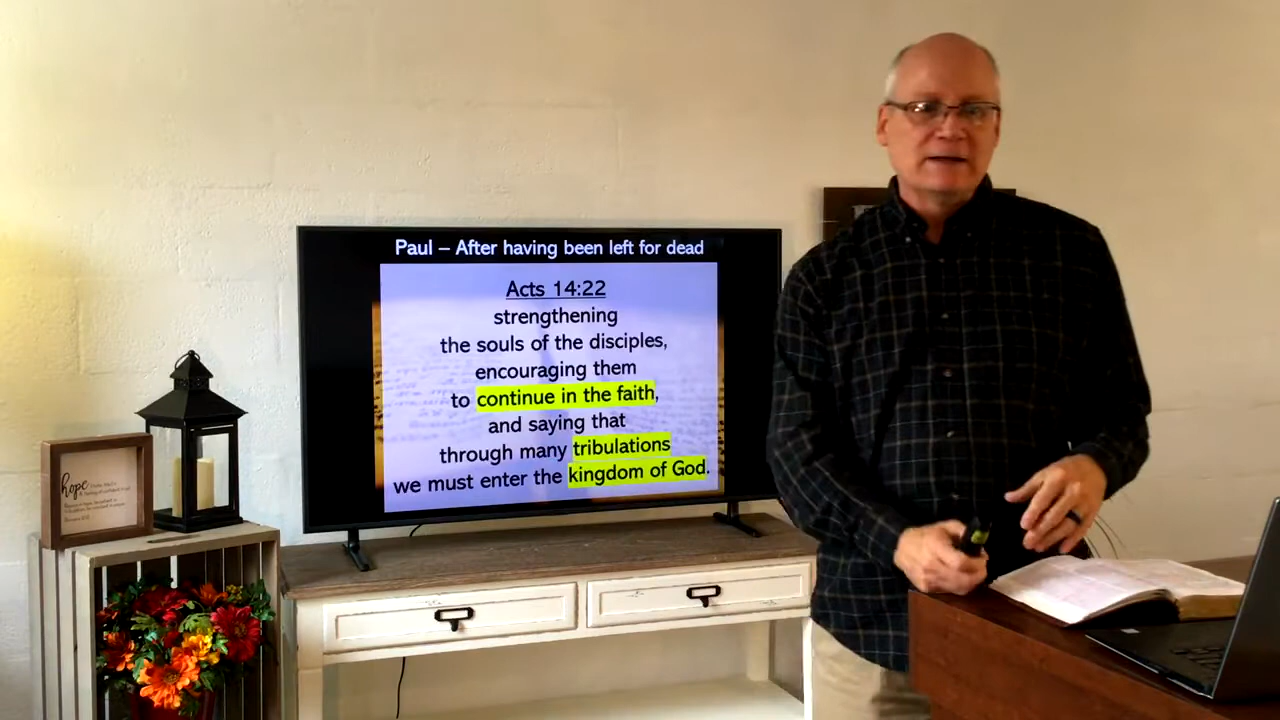 Paul – After having been left for dead
Acts 14:22
strengthening
the souls of the disciples,
encouraging them
to continue in the faith,
and saying that
through many tribulations
we must enter the kingdom of God.
hope